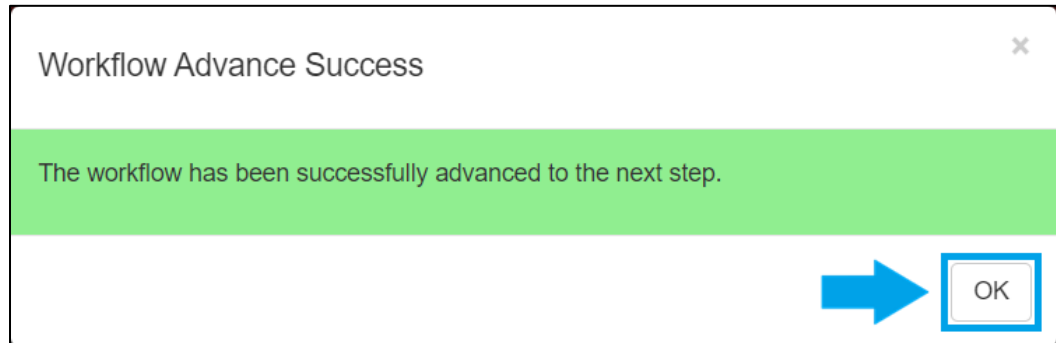 Workflow Advance Success
×
The workflow has been successfully advanced to the next step.
OK